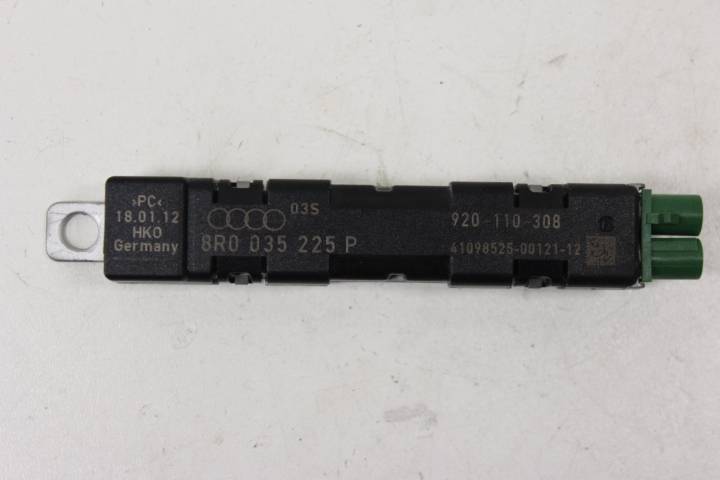 >PC<
18.01.12
HKO
Germany
03S
8R0 035 225 P
920-110-308
41098525-00121-12